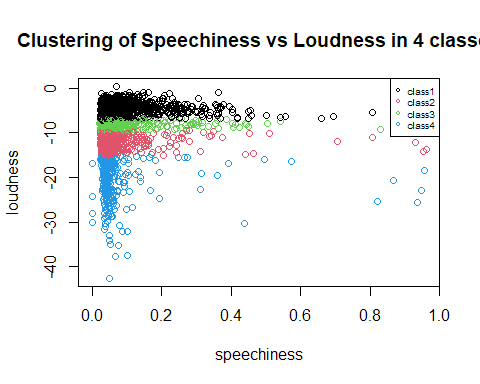 Clustering of Speechiness vs Loudness in 4 classe
0
-10
-20
-30
-40
loudness
class1
class2
class3
class4
0.0 0.2 0.4 0.6 0.8 1.0
speechiness